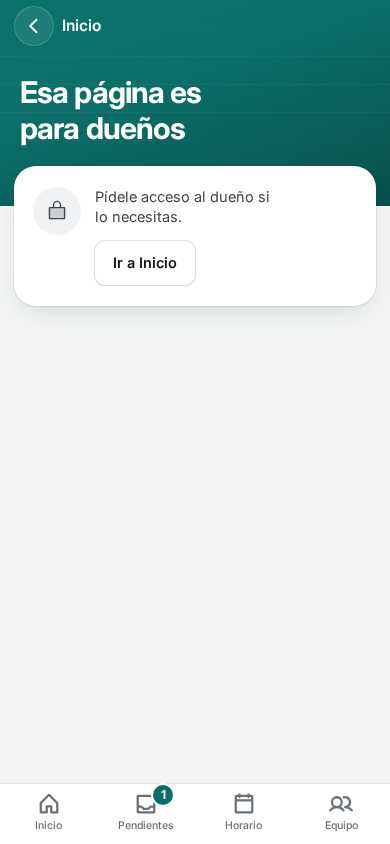 Inicio
Esa página es
para dueños
Pídele acceso al dueño si
lo necesitas.
Ir a Inicio
1
Inicio
Pendientes
Horario
Equipo